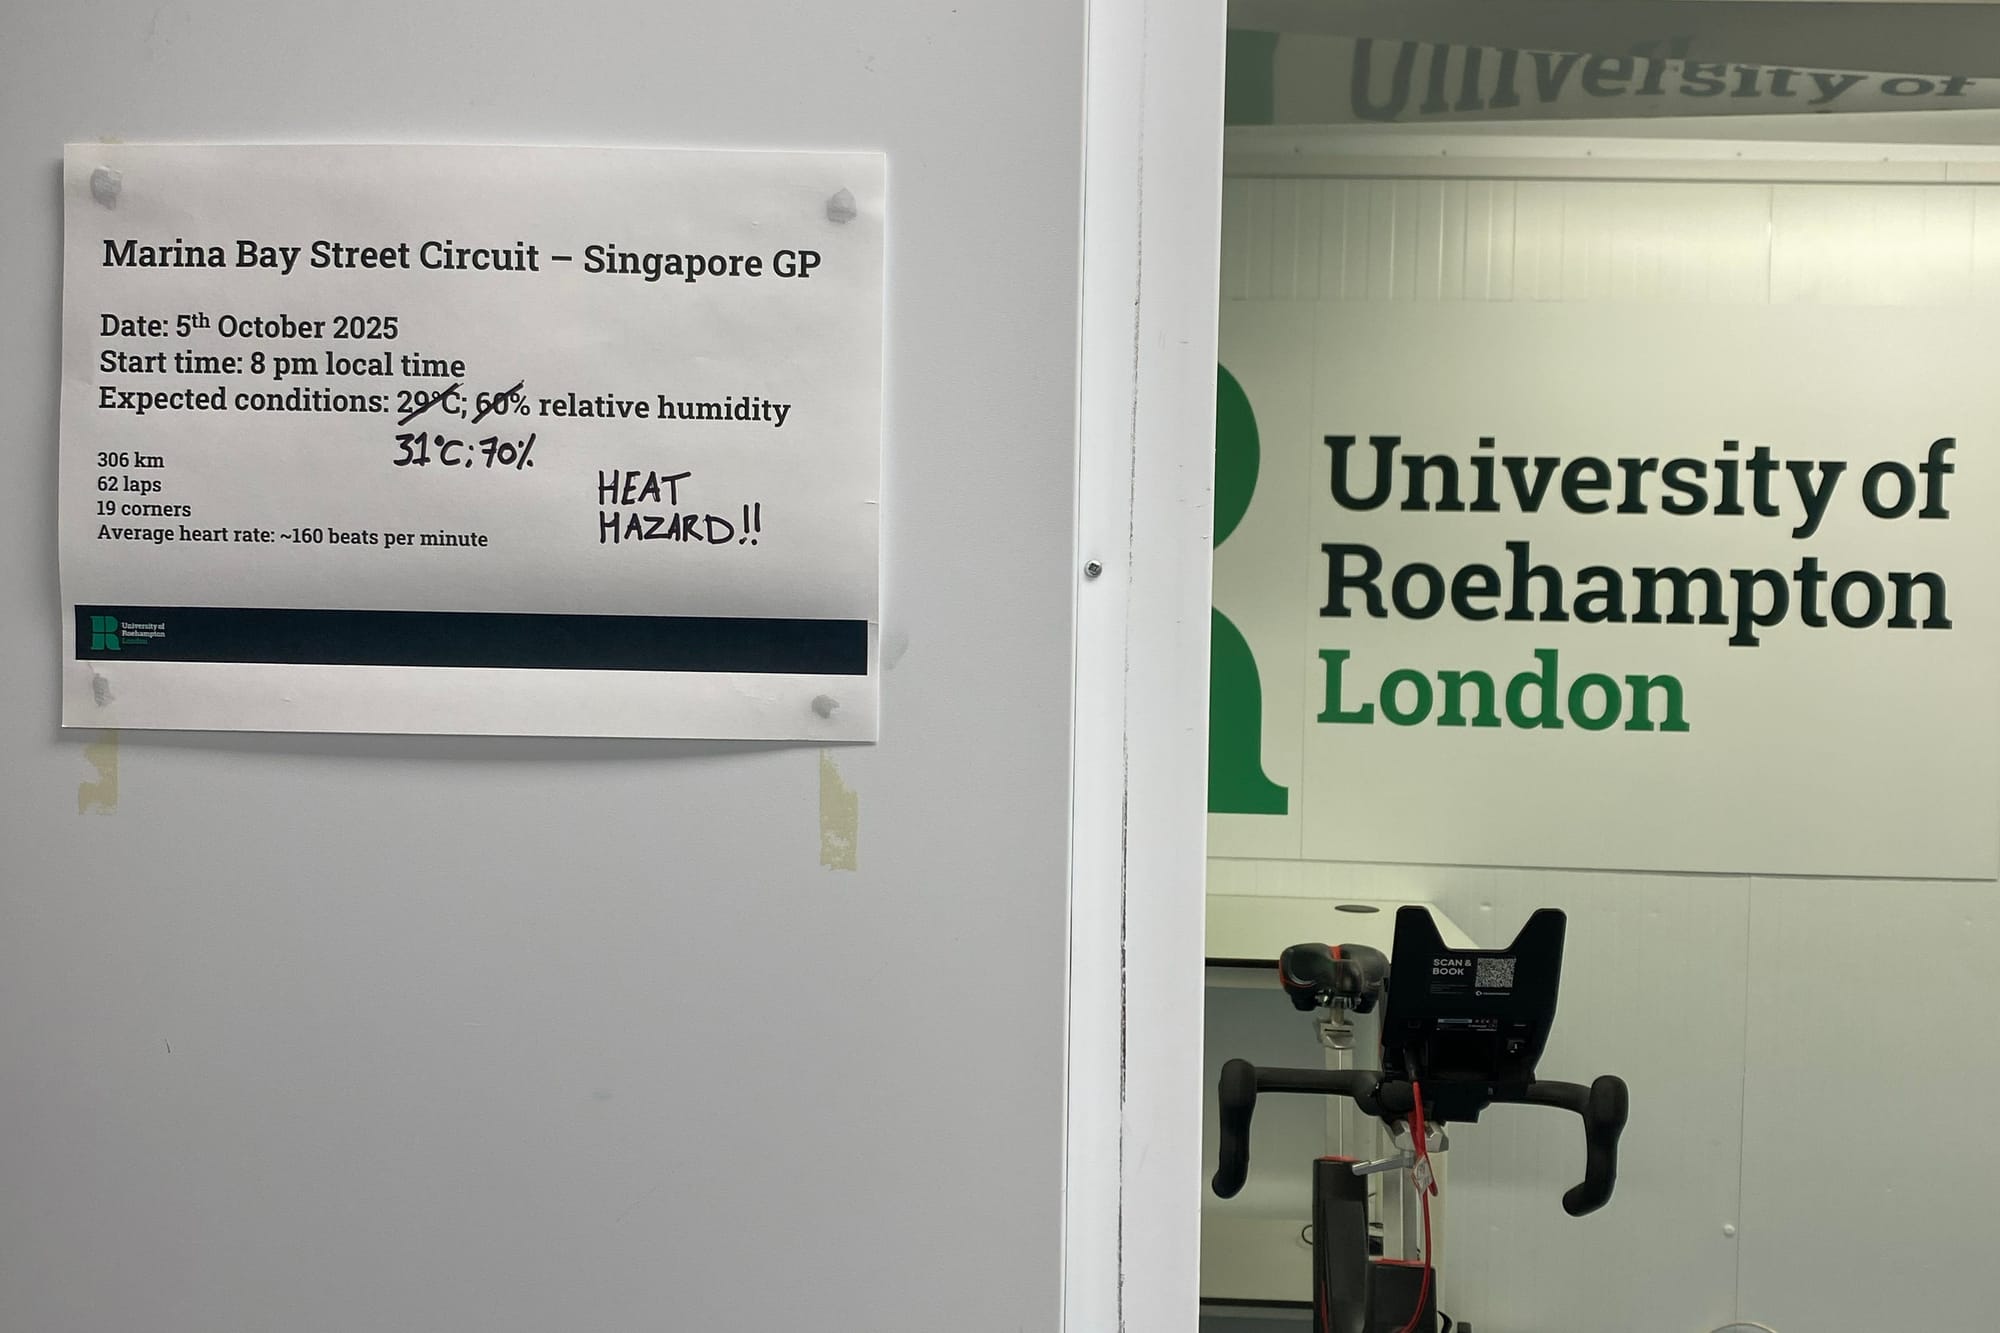 Marina Bay Street Circuit – Singapore GP
Date: 5th October 2025
Start time: 8 pm local time
Expected conditions: 29°C; 60% relative humidity
31°C; 70%
306 km
62 laps
19 corners
Average heart rate: ~160 beats per minute
HEAT
HAZARD!!
University of
Roehampton
London
University of
University of
Roehampton
London
SCAN &
BOOK